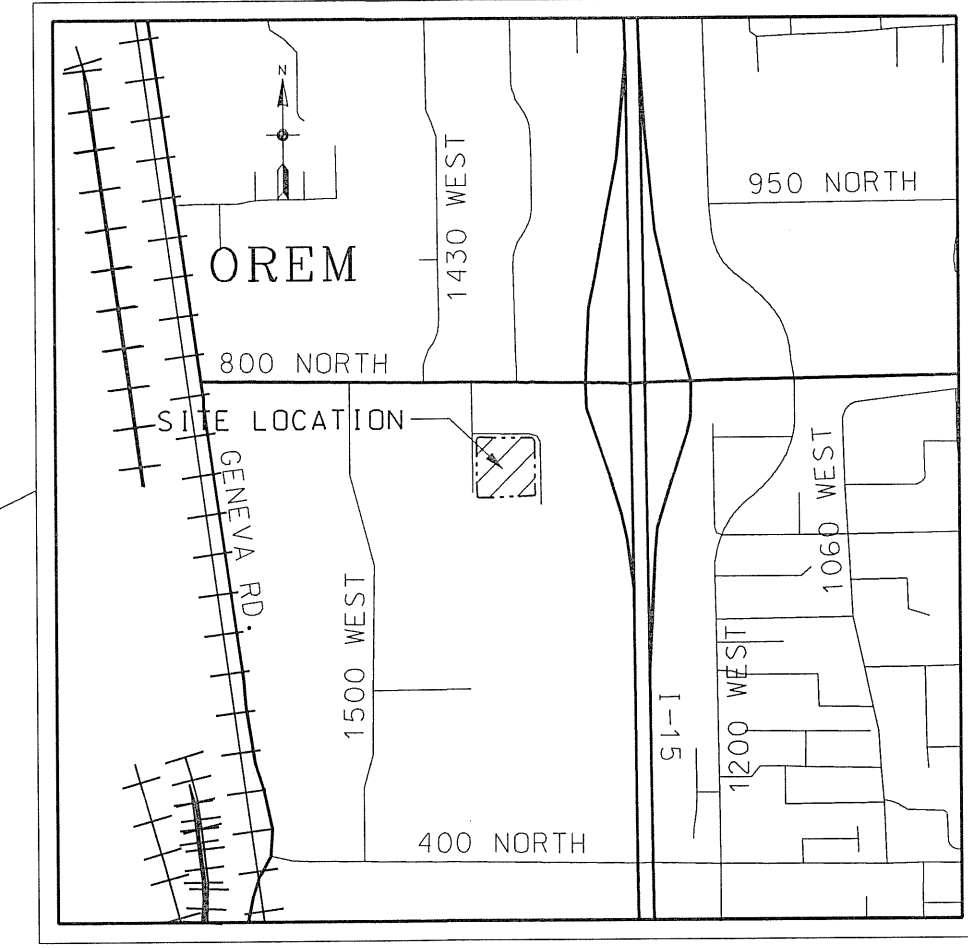 N
950 NORTH
1430 WEST
OREM
800 NORTH
SITE LOCATION
GENEVA RD.
1060 WEST
1500 WEST
1200 WEST
I-15
400 NORTH